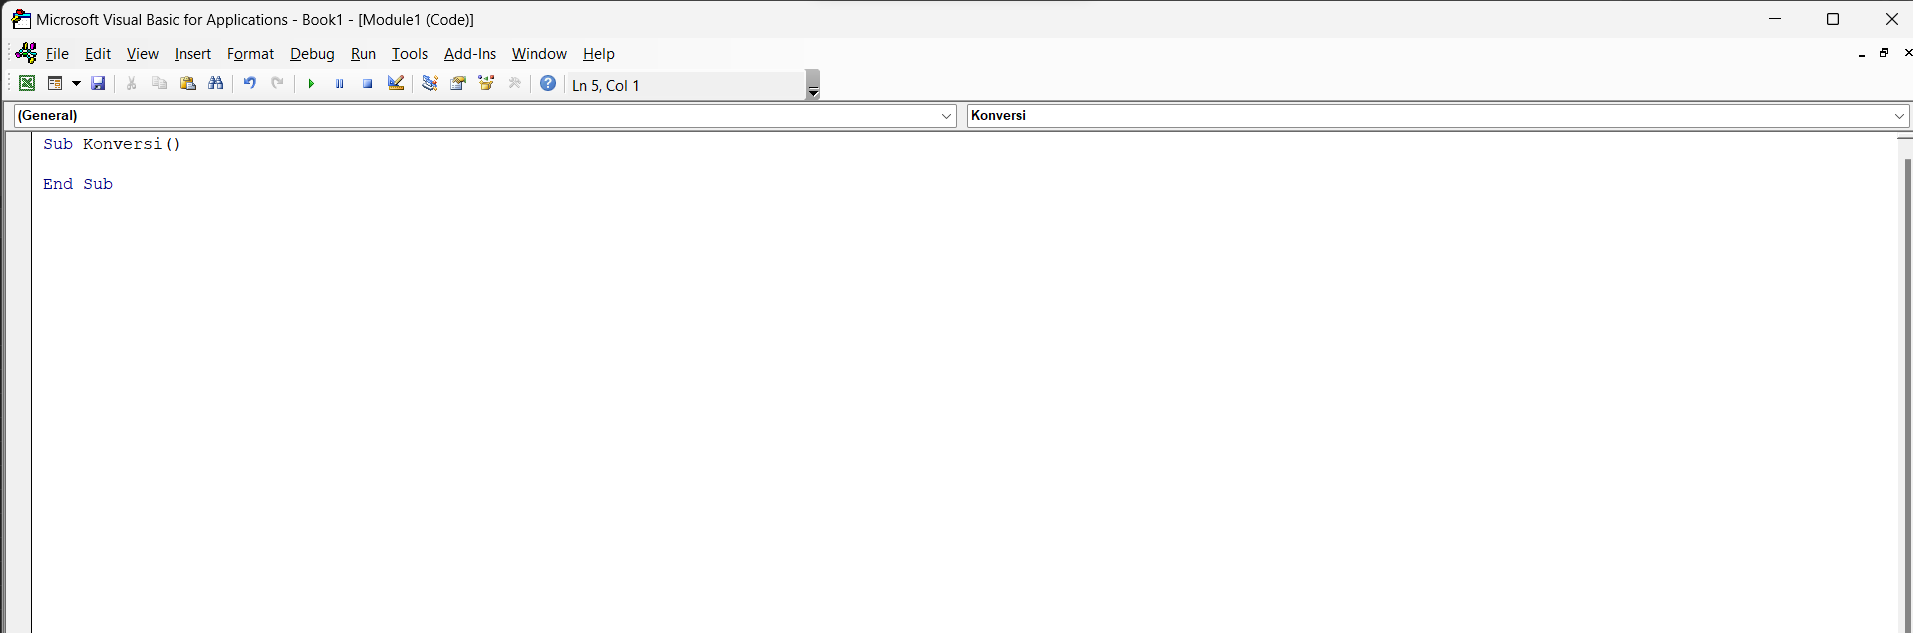 Microsoft Visual Basic for Applications - Book1 - [Module1 (Code)]
File Edit View Insert Format Debug Run Tools Add-Ins Window Help
Ln 5, Col 1
(General) Konversi
Sub Konversi()
End Sub